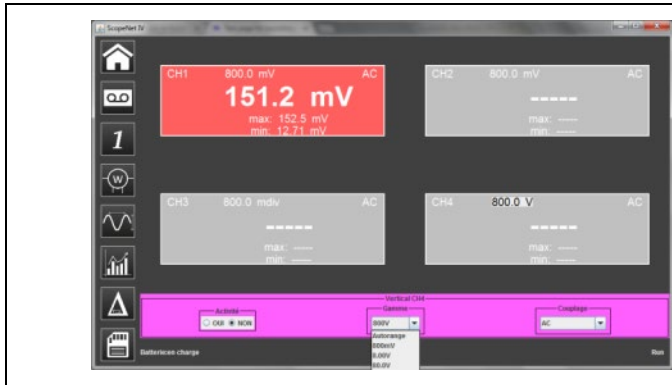 ScopeNet IV
CH1 800.0 mV AC
151.2 mV
max: 152.5 mV
min: 12.71 mV
CH2 800.0 mV AC
-----
max: -----
min: -----
CH3 800.0 mdiv AC
-----
max: -----
min: -----
CH4 800.0 V AC
-----
max: -----
min: -----
1
W
Vertical CH4
Activité
OUI NON
Gamme
800V
Autorange
800mV
8.00V
80.0V
Couplage
AC
Batterie:en charge
Run